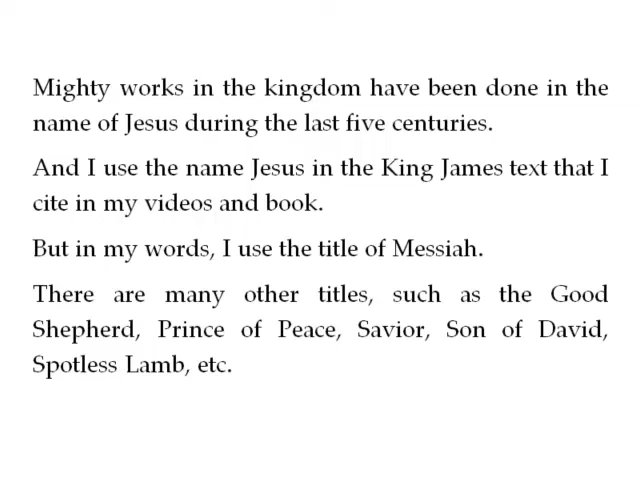 Mighty works in the kingdom have been done in the
name of Jesus during the last five centuries.
And I use the name Jesus in the King James text that I
cite in my videos and book.
But in my words, I use the title of Messiah.
There are many other titles, such as the Good
Shepherd, Prince of Peace, Savior, Son of David,
Spotless Lamb, etc.